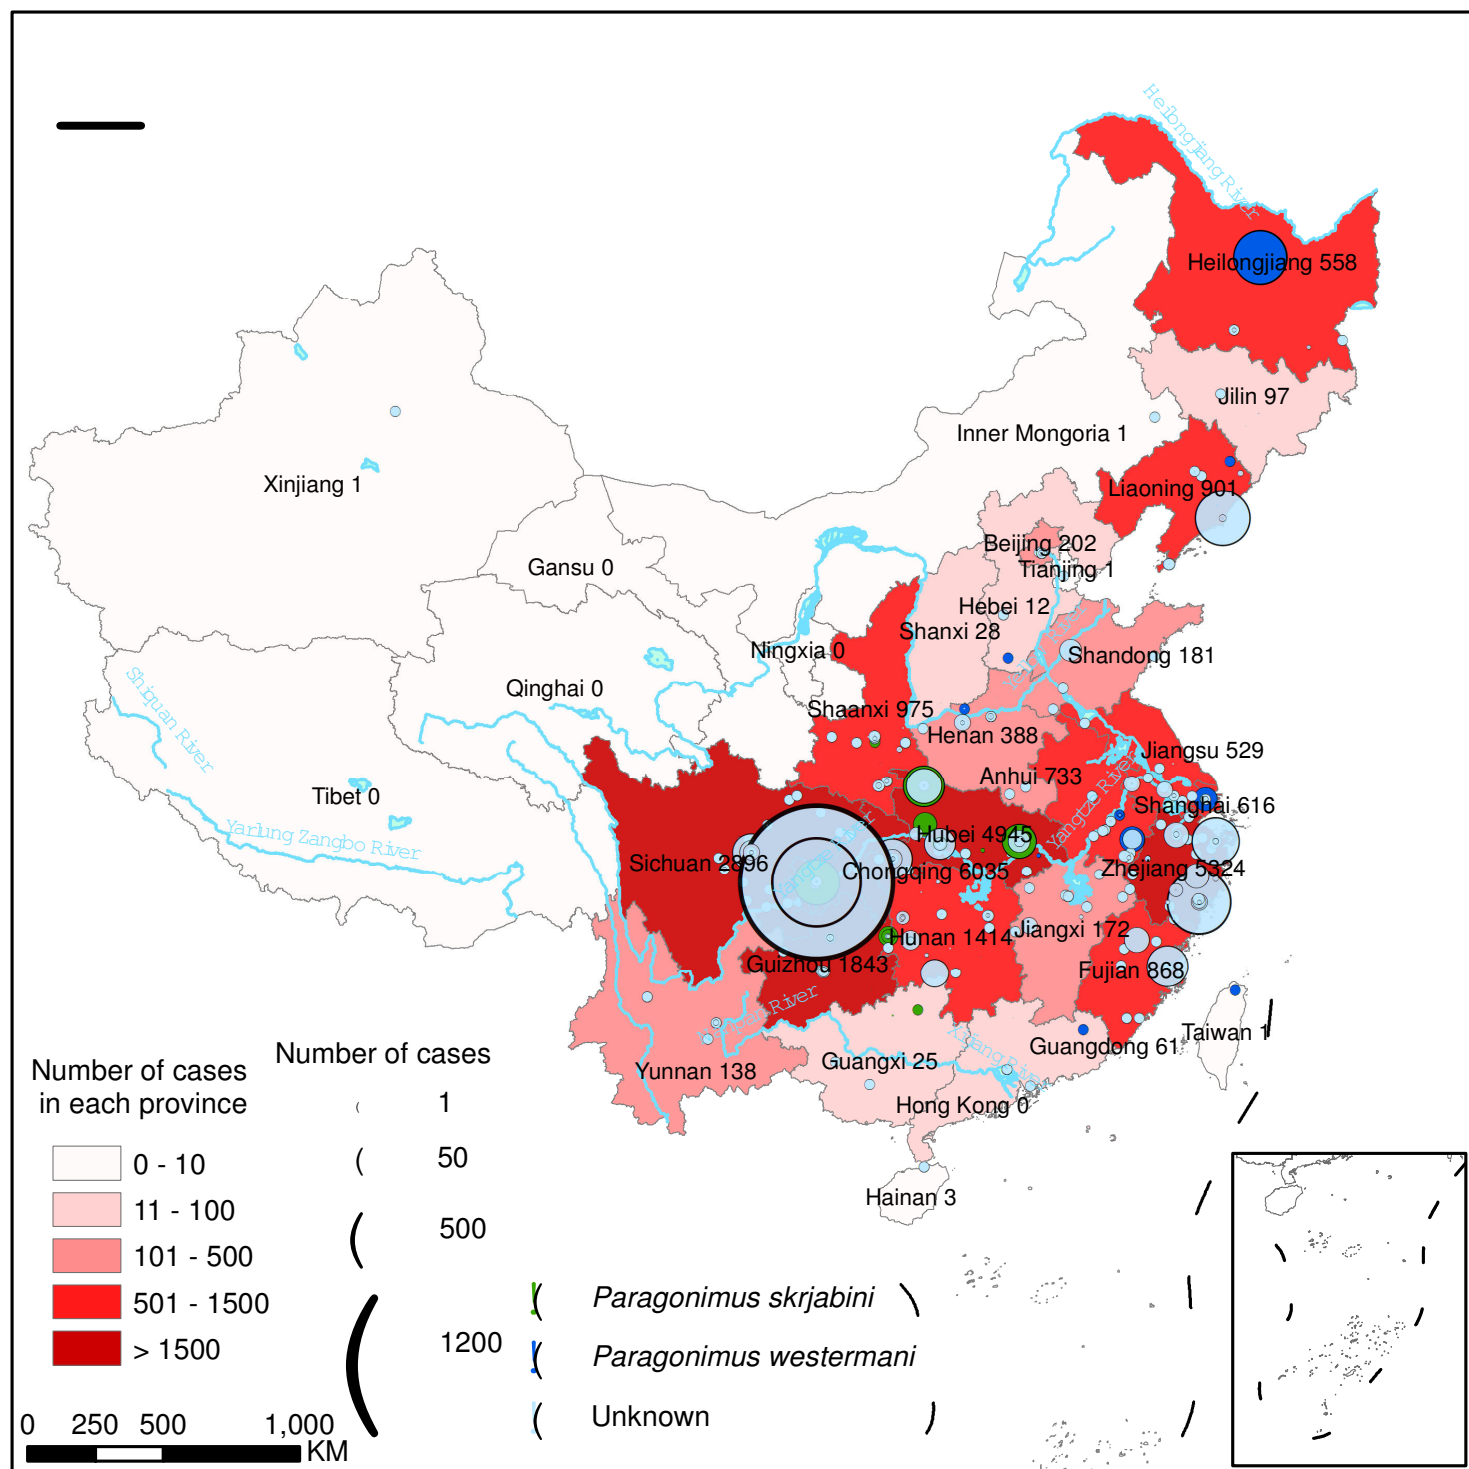 Heilongjiang River
Heilongjiang 558
Jilin 97
Inner Mongoria 1
Xinjiang 1
Liaoning 901
Beijing 202
Gansu 0
Tianjing 1
Hebei 12
Shanxi 28
Ningxia 0
Shandong 181
Shiquan River
Qinghai 0
Shaanxi 975
Henan 388
Jiangsu 529
Anhui 733
Tibet 0
Yangtze River
Shanghai 616
Yarlung Zangbo River
Hubei 4945
Sichuan 2896
Chongqing 6035
Zhejiang 5324
Hunan 1414
Jiangxi 172
Guizhou 1843
Fujian 868
River
Taiwan 1
Xijiang River
Guangdong 61
Guangxi 25
Yunnan 138
Hong Kong 0
Hainan 3
Number of cases
in each province
0 - 10
11 - 100
101 - 500
501 - 1500
> 1500
Number of cases
1
50
500
1200
Paragonimus skrjabini
Paragonimus westermani
Unknown
0 250 500 1,000
KM